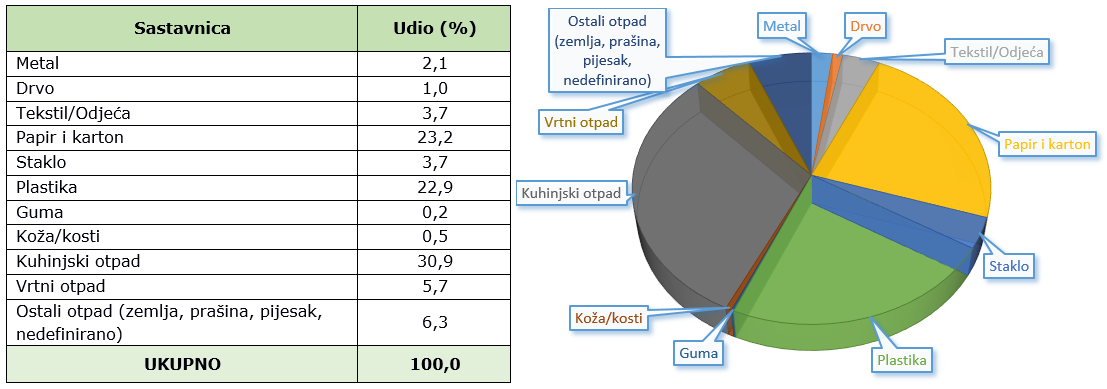 Sastavnica Udio (%)
Metal 2,1
Drvo 1,0
Tekstil/Odjeća 3,7
Papir i karton 23,2
Staklo 3,7
Plastika 22,9
Guma 0,2
Koža/kosti 0,5
Kuhinjski otpad 30,9
Vrtni otpad 5,7
Ostali otpad (zemlja, prašina, pijesak,
nedefinirano) 6,3
UKUPNO 100,0
Ostali otpad
(zemlja, prašina,
pijesak,
nedefinirano)
Metal
Drvo
Tekstil/Odjeća
Vrtni otpad
Papir i karton
Kuhinjski otpad
Staklo
Koža/kosti
Guma
Plastika